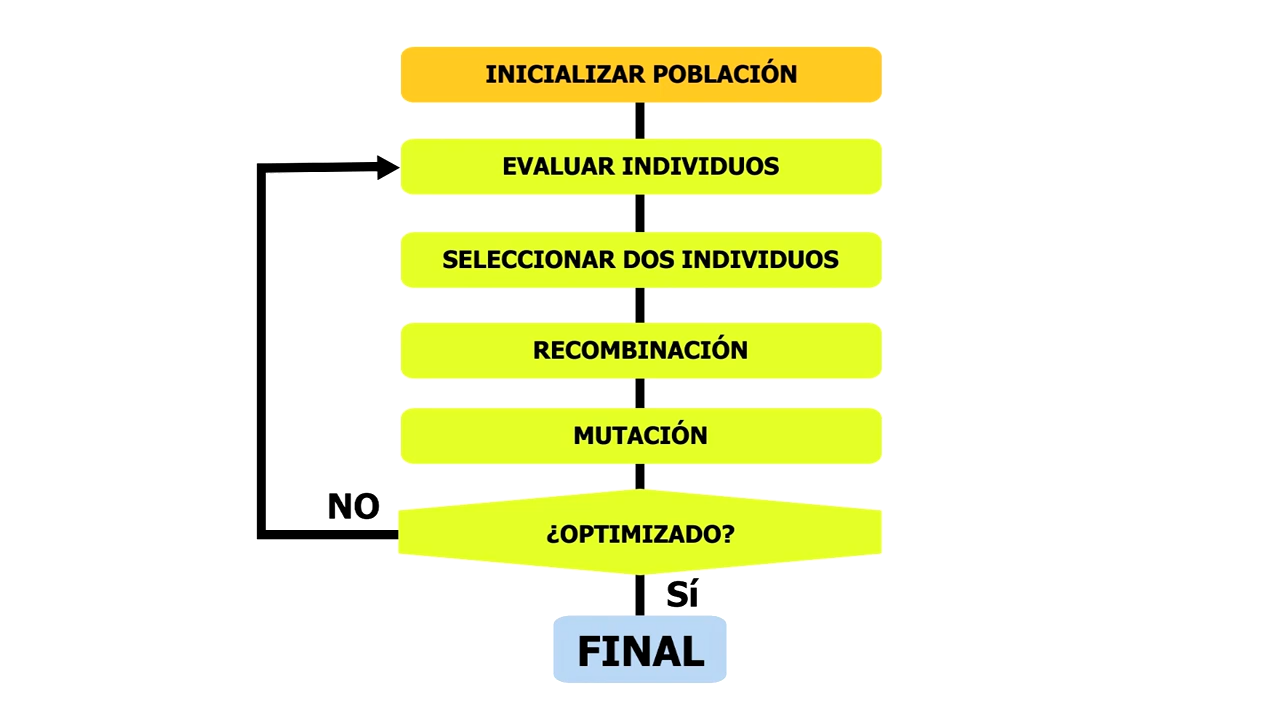 INICIALIZAR POBLACIÓN
EVALUAR INDIVIDUOS
SELECCIONAR DOS INDIVIDUOS
RECOMBINACIÓN
MUTACIÓN
NO
¿OPTIMIZADO?
Sí
FINAL